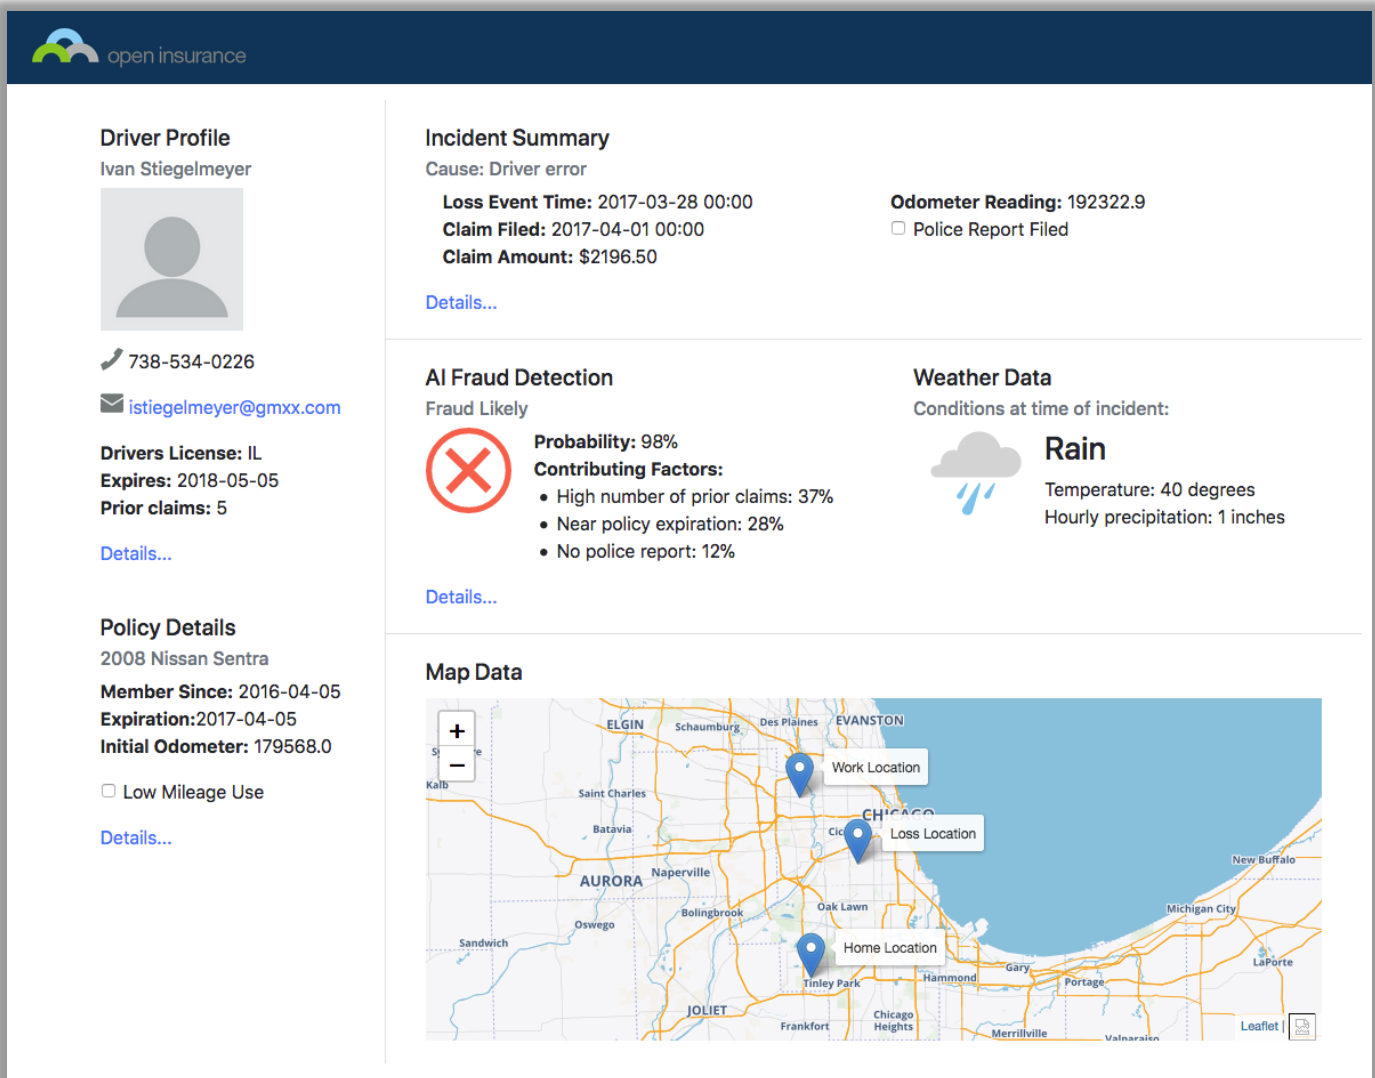 open insurance
Driver Profile
Ivan Stiegelmeyer
738-534-0226
istiegelmeyer@gmxx.com
Drivers License: IL
Expires: 2018-05-05
Prior claims: 5
Details...
Policy Details
2008 Nissan Sentra
Member Since: 2016-04-05
Expiration:2017-04-05
Initial Odometer: 179568.0
Low Mileage Use
Details...
Incident Summary
Cause: Driver error
Loss Event Time: 2017-03-28 00:00
Claim Filed: 2017-04-01 00:00
Claim Amount: $2196.50
Odometer Reading: 192322.9
Police Report Filed
Details...
AI Fraud Detection
Fraud Likely
Probability: 98%
Contributing Factors:
• High number of prior claims: 37%
• Near policy expiration: 28%
• No police report: 12%
Details...
Weather Data
Conditions at time of incident:
Rain
Temperature: 40 degrees
Hourly precipitation: 1 inches
Map Data
+
−
ELGIN
Schaumburg
Des Plaines
EVANSTON
Work Location
Kalb
Saint Charles
CHICAGO
Batavia
Cic
Loss Location
New Buffalo
AURORA
Naperville
Bolingbrook
Oak Lawn
Michigan City
Oswego
Sandwich
Home Location
LaPorte
Tinley Park
Hammond
Gary
Portage
JOLIET
Frankfort
Chicago
Heights
Merrillville
Valparaiso
Leaflet |